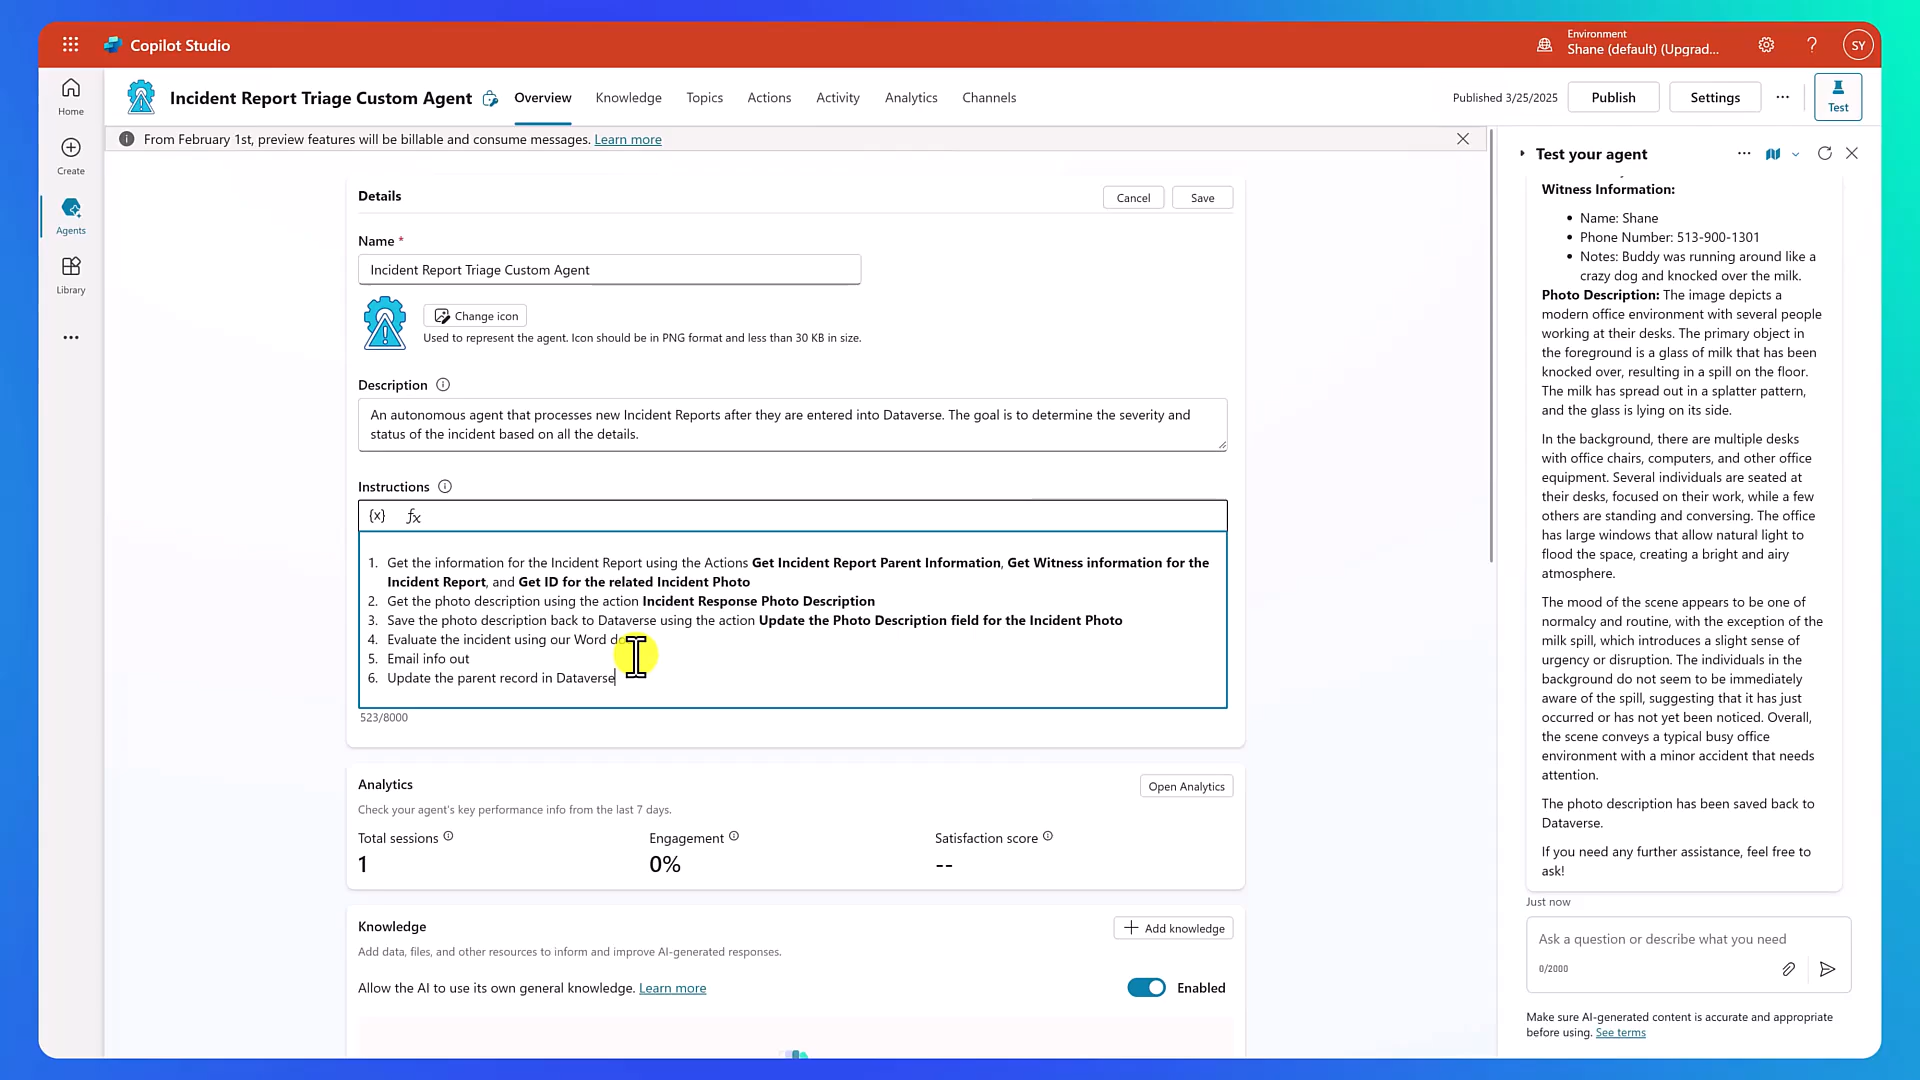 Copilot Studio
Environment
Shane (default) (Upgrad...
SY
Home
Create
Agents
Library
Incident Report Triage Custom Agent
Overview
Knowledge
Topics
Actions
Activity
Analytics
Channels
Published 3/25/2025
Publish
Settings
Test
From February 1st, preview features will be billable and consume messages. Learn more
Details
Cancel
Save
Name *
Incident Report Triage Custom Agent
Change icon
Used to represent the agent. Icon should be in PNG format and less than 30 KB in size.
Description
An autonomous agent that processes new Incident Reports after they are entered into Dataverse. The goal is to determine the severity and
status of the incident based on all the details.
Instructions
{x} fx
1. Get the information for the Incident Report using the Actions Get Incident Report Parent Information, Get Witness information for the
Incident Report, and Get ID for the related Incident Photo
2. Get the photo description using the action Incident Response Photo Description
3. Save the photo description back to Dataverse using the action Update the Photo Description field for the Incident Photo
4. Evaluate the incident using our Word
5. Email info out
6. Update the parent record in Dataverse
523/8000
Analytics
Open Analytics
Check your agent's key performance info from the last 7 days.
Total sessions
Engagement
Satisfaction score
1
0%
--
Knowledge
Add knowledge
Add data, files, and other resources to inform and improve AI-generated responses.
Allow the AI to use its own general knowledge. Learn more
Enabled
Test your agent
Witness Information:
• Name: Shane
• Phone Number: 513-900-1301
• Notes: Buddy was running around like a
crazy dog and knocked over the milk.
Photo Description: The image depicts a
modern office environment with several people
working at their desks. The primary object in
the foreground is a glass of milk that has been
knocked over, resulting in a spill on the floor.
The milk has spread out in a splatter pattern,
and the glass is lying on its side.
In the background, there are multiple desks
with office chairs, computers, and other office
equipment. Several individuals are seated at
their desks, focused on their work, while a few
others are standing and conversing. The office
has large windows that allow natural light to
flood the space, creating a bright and airy
atmosphere.
The mood of the scene appears to be one of
normalcy and routine, with the exception of the
milk spill, which introduces a slight sense of
urgency or disruption. The individuals in the
background do not seem to be immediately
aware of the spill, suggesting that it has just
occurred or has not yet been noticed. Overall,
the scene conveys a typical busy office
environment with a minor accident that needs
attention.
The photo description has been saved back to
Dataverse.
If you need any further assistance, feel free to
ask!
Just now
Ask a question or describe what you need
0/2000
Make sure AI-generated content is accurate and appropriate
before using. See terms